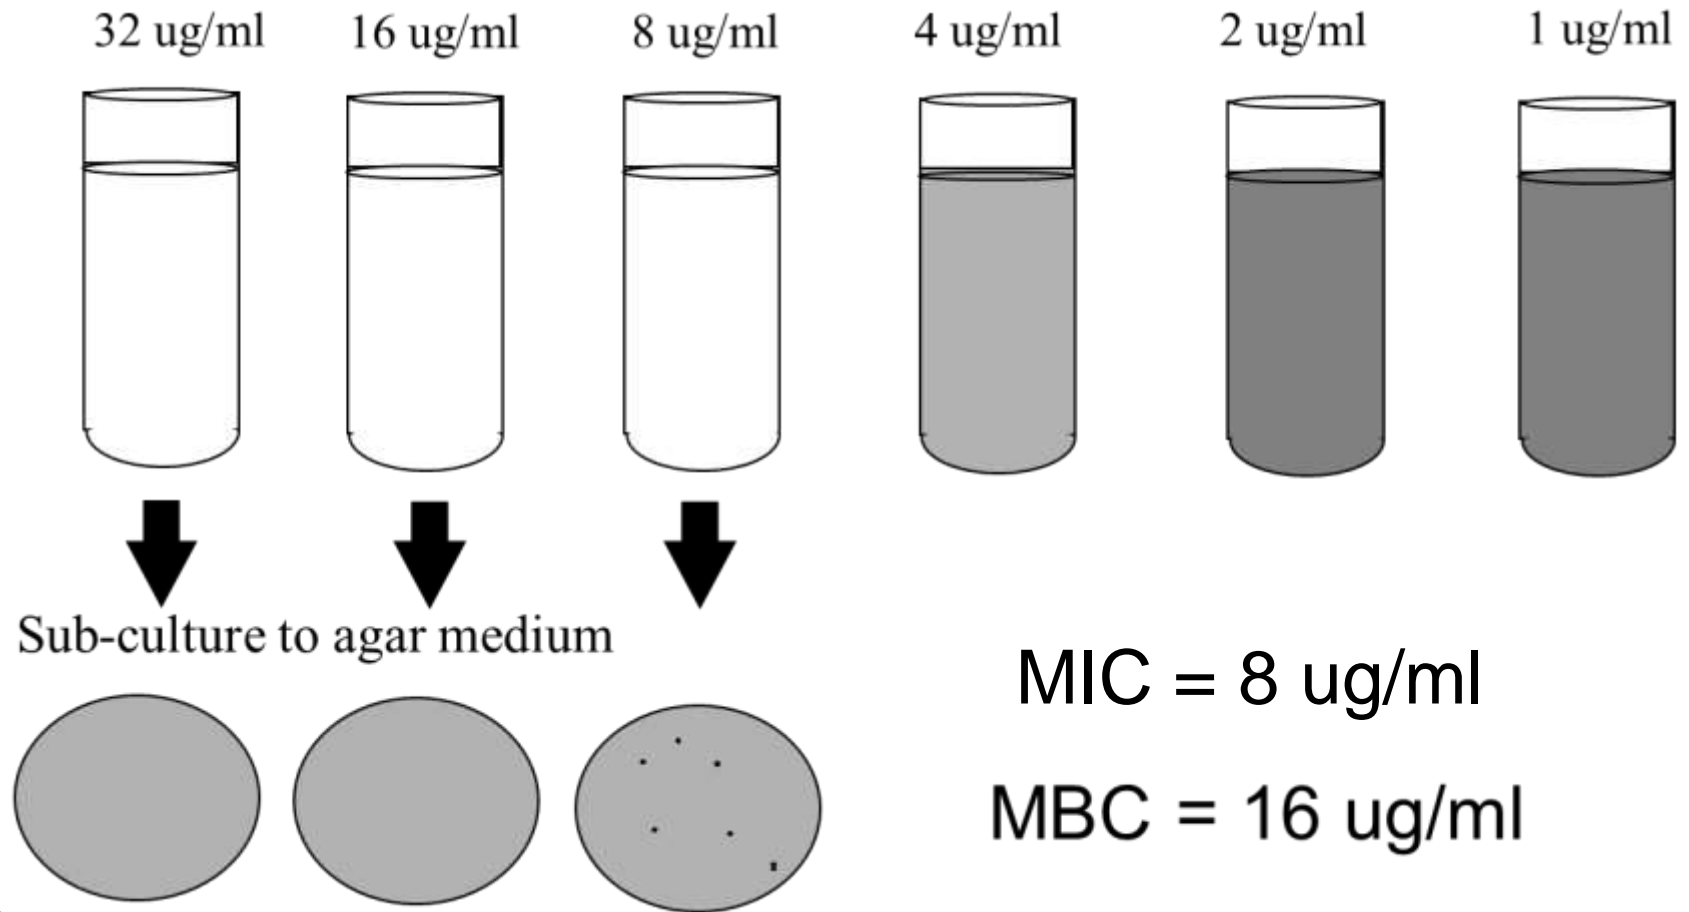 32 ug/ml 16 ug/ml 8 ug/ml 4 ug/ml 2 ug/ml 1 ug/ml
Sub-culture to agar medium
MIC = 8 ug/ml
MBC = 16 ug/ml